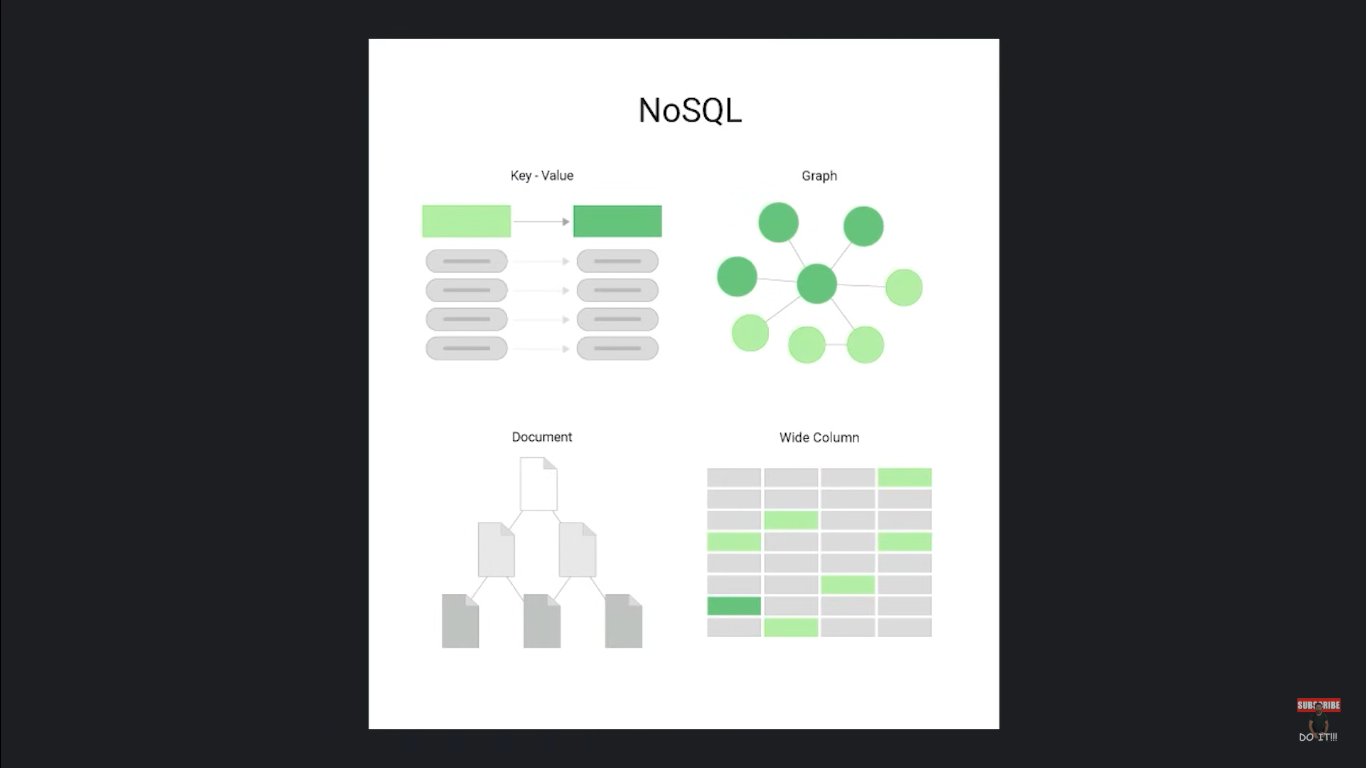 NoSQL
Key - Value
Graph
Document
Wide Column
SUBSCRIBE
DO IT!!!